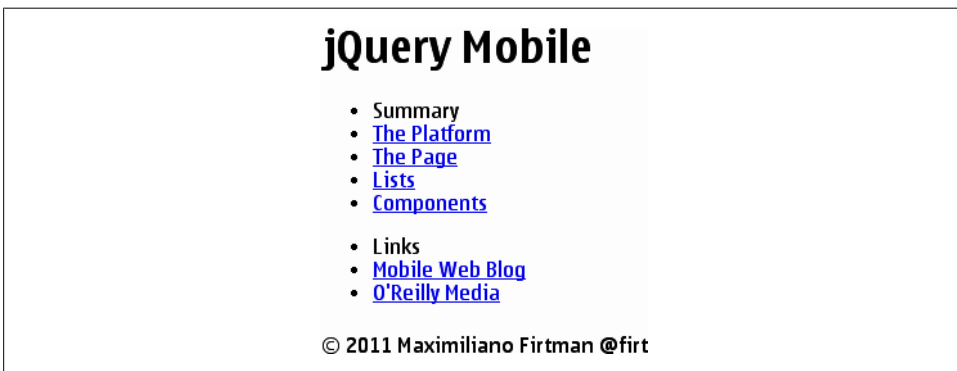 jQuery Mobile
• Summary
• The Platform
• The Page
• Lists
• Components
• Links
• Mobile Web Blog
• O'Reilly Media
© 2011 Maximiliano Firtman @firt